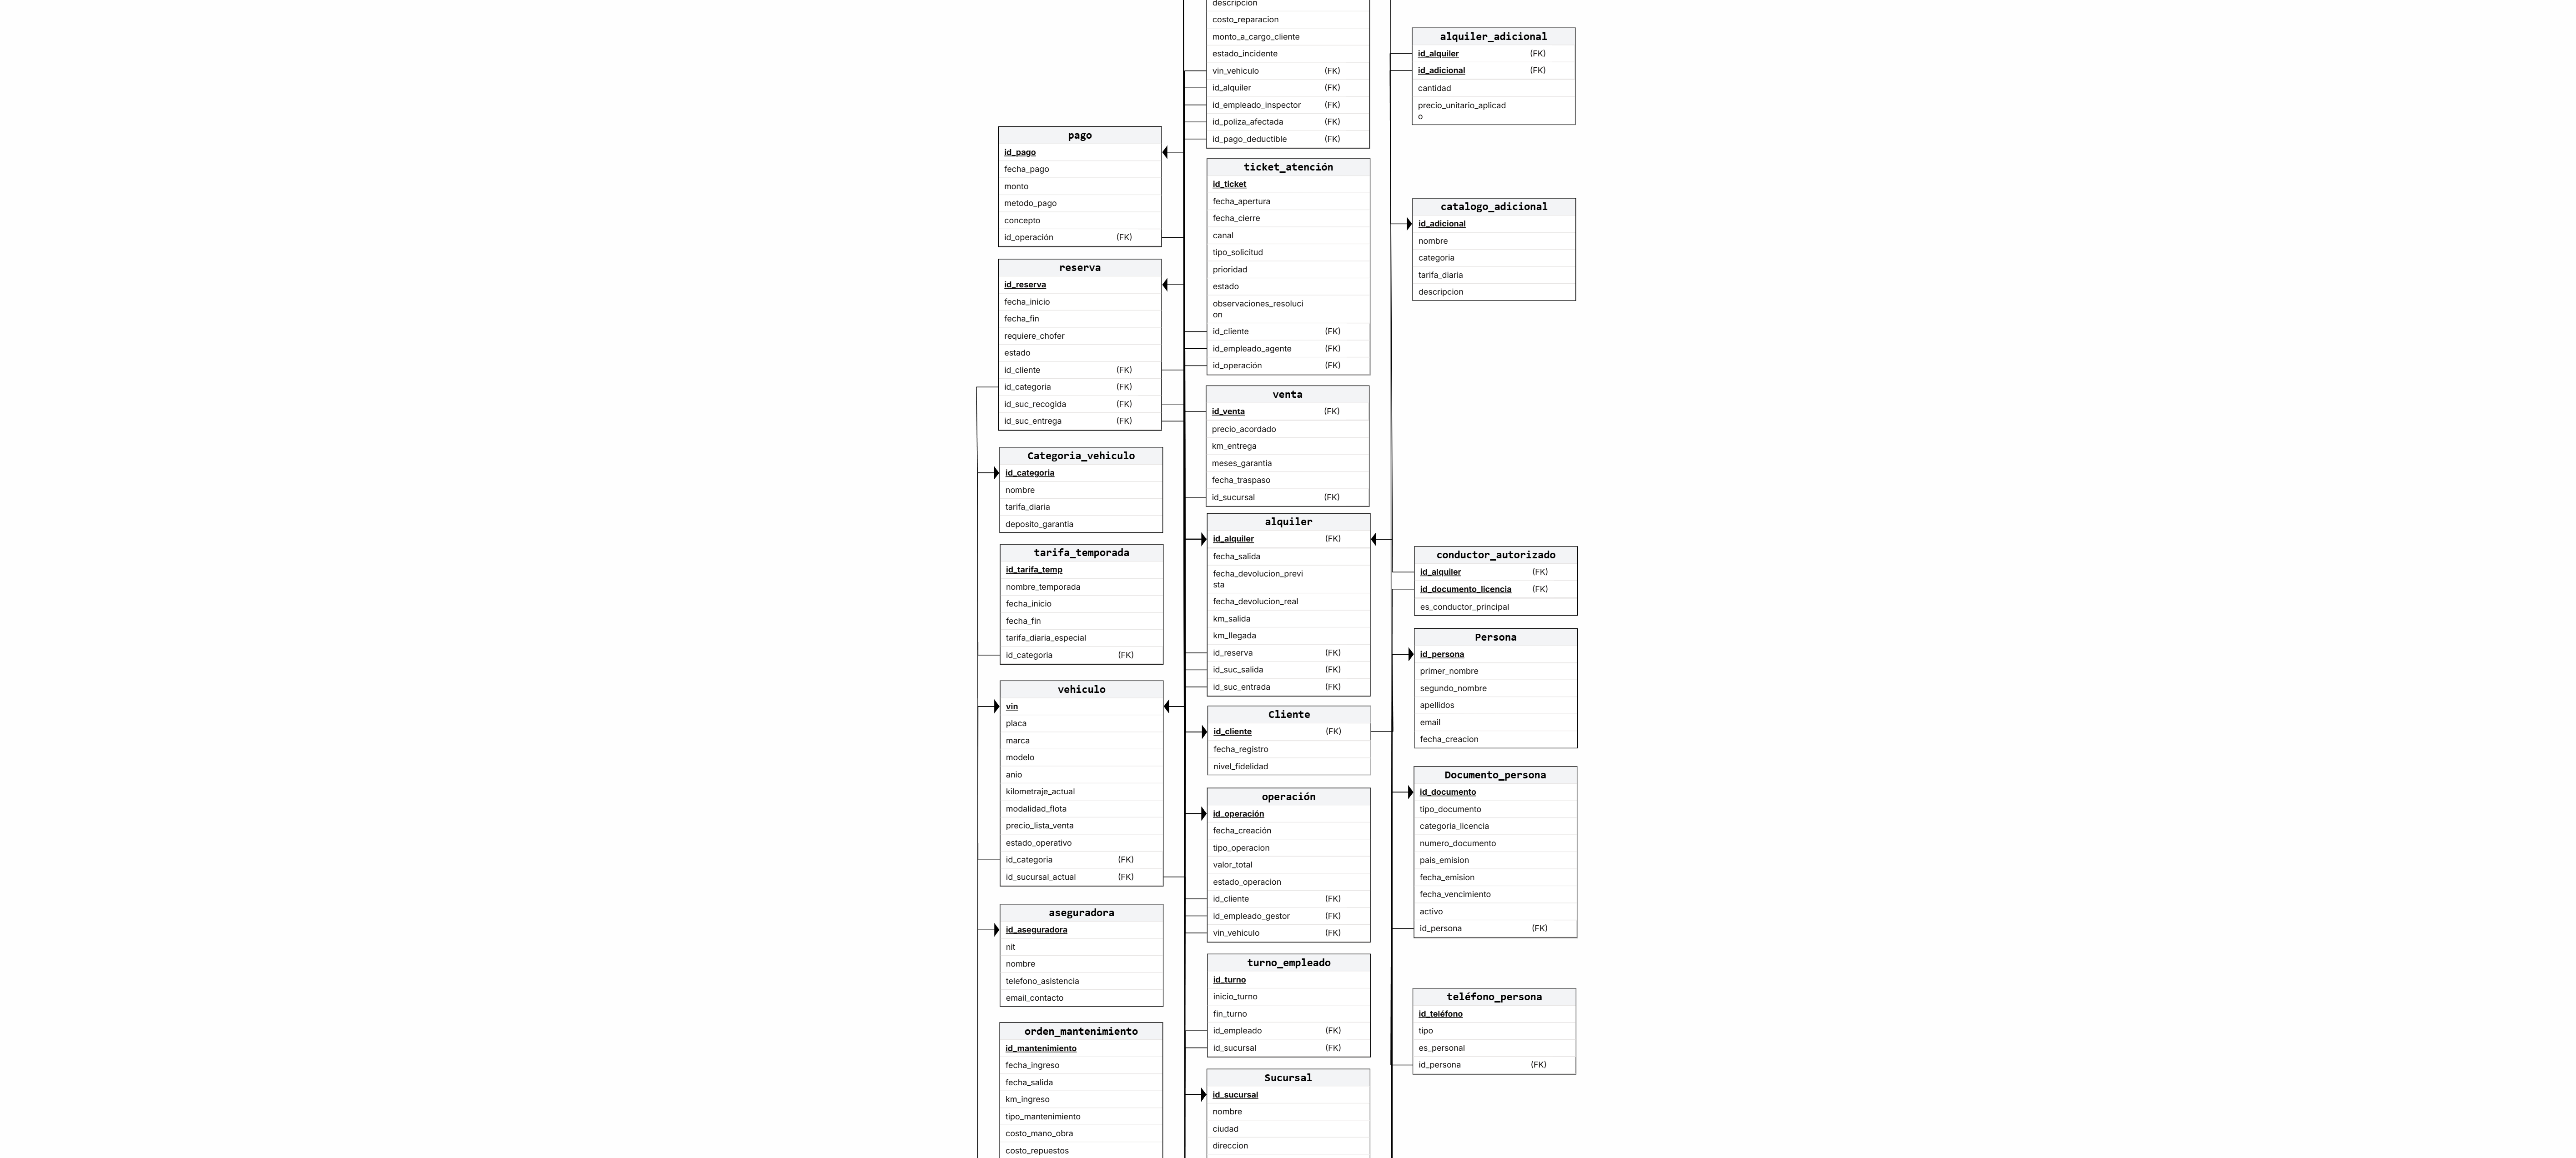 pago
id_pago
fecha_pago
monto
metodo_pago
concepto
id_operación (FK)
reserva
id_reserva
fecha_inicio
fecha_fin
requiere_chofer
estado
id_cliente (FK)
id_categoria (FK)
id_suc_recogida (FK)
id_suc_entrega (FK)
Categoria_vehiculo
id_categoria
nombre
tarifa_diaria
deposito_garantia
tarifa_temporada
id_tarifa_temp
nombre_temporada
fecha_inicio
fecha_fin
tarifa_diaria_especial
id_categoria (FK)
vehiculo
vin
placa
marca
modelo
anio
kilometraje_actual
modalidad_flota
precio_lista_venta
estado_operativo
id_categoria (FK)
id_sucursal_actual (FK)
aseguradora
id_aseguradora
nit
nombre
telefono_asistencia
email_contacto
orden_mantenimiento
id_mantenimiento
fecha_ingreso
fecha_salida
km_ingreso
tipo_mantenimiento
costo_mano_obra
costo_repuestos
descripcion
costo_reparacion
monto_a_cargo_cliente
estado_incidente
vin_vehiculo (FK)
id_alquiler (FK)
id_empleado_inspector (FK)
id_poliza_afectada (FK)
id_pago_deductible (FK)
ticket_atención
id_ticket
fecha_apertura
fecha_cierre
canal
tipo_solicitud
prioridad
estado
observaciones_resoluci
on
id_cliente (FK)
id_empleado_agente (FK)
id_operación (FK)
venta
id_venta (FK)
precio_acordado
km_entrega
meses_garantia
fecha_traspaso
id_sucursal (FK)
alquiler
id_alquiler (FK)
fecha_salida
fecha_devolucion_previ
sta
fecha_devolucion_real
km_salida
km_llegada
id_reserva (FK)
id_suc_salida (FK)
id_suc_entrada (FK)
Cliente
id_cliente (FK)
fecha_registro
nivel_fidelidad
operación
id_operación
fecha_creación
tipo_operacion
valor_total
estado_operacion
id_cliente (FK)
id_empleado_gestor (FK)
vin_vehiculo (FK)
turno_empleado
id_turno
inicio_turno
fin_turno
id_empleado (FK)
id_sucursal (FK)
Sucursal
id_sucursal
nombre
ciudad
direccion
alquiler_adicional
id_alquiler (FK)
id_adicional (FK)
cantidad
precio_unitario_aplicad
o
catalogo_adicional
id_adicional
nombre
categoria
tarifa_diaria
descripcion
conductor_autorizado
id_alquiler (FK)
id_documento_licencia (FK)
es_conductor_principal
Persona
id_persona
primer_nombre
segundo_nombre
apellidos
email
fecha_creacion
Documento_persona
id_documento
tipo_documento
categoria_licencia
numero_documento
pais_emision
fecha_emision
fecha_vencimiento
activo
id_persona (FK)
teléfono_persona
id_teléfono
tipo
es_personal
id_persona (FK)